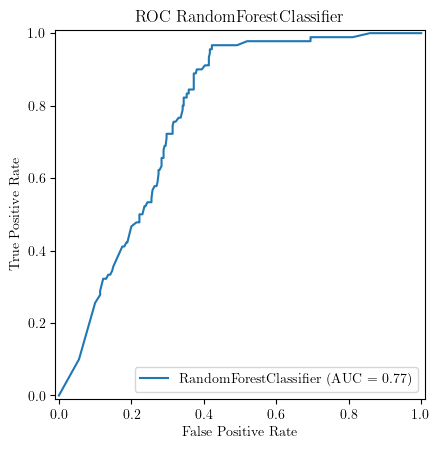 ROC RandomForestClassifier
1.0
0.8
0.6
0.4
0.2
0.0
True Positive Rate
RandomForestClassifier (AUC = 0.77)
0.0 0.2 0.4 0.6 0.8 1.0
False Positive Rate